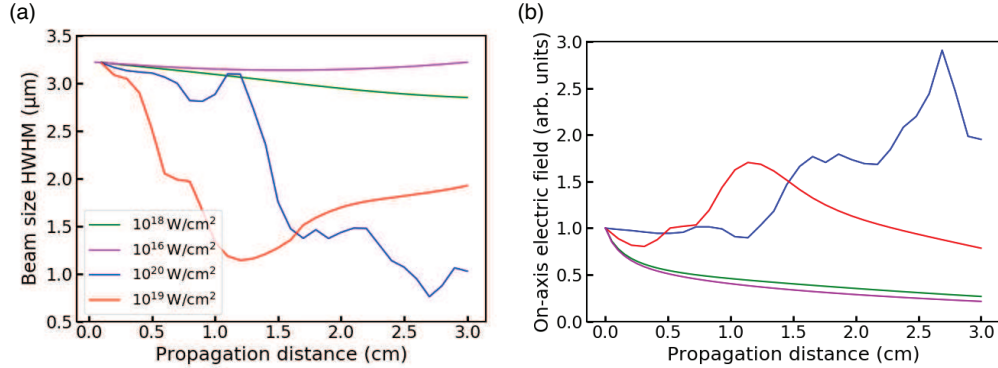 (a)
3.5
3.0
2.5
2.0
1.5
1.0
0.5
Beam size HWHM (μm)
10¹⁸ W/cm²
10¹⁶ W/cm²
10²⁰ W/cm²
10¹⁹ W/cm²
0.0 0.5 1.0 1.5 2.0 2.5 3.0
Propagation distance (cm)
(b)
3.0
2.5
2.0
1.5
1.0
0.5
0.0
On-axis electric field (arb. units)
0.0 0.5 1.0 1.5 2.0 2.5 3.0
Propagation distance (cm)